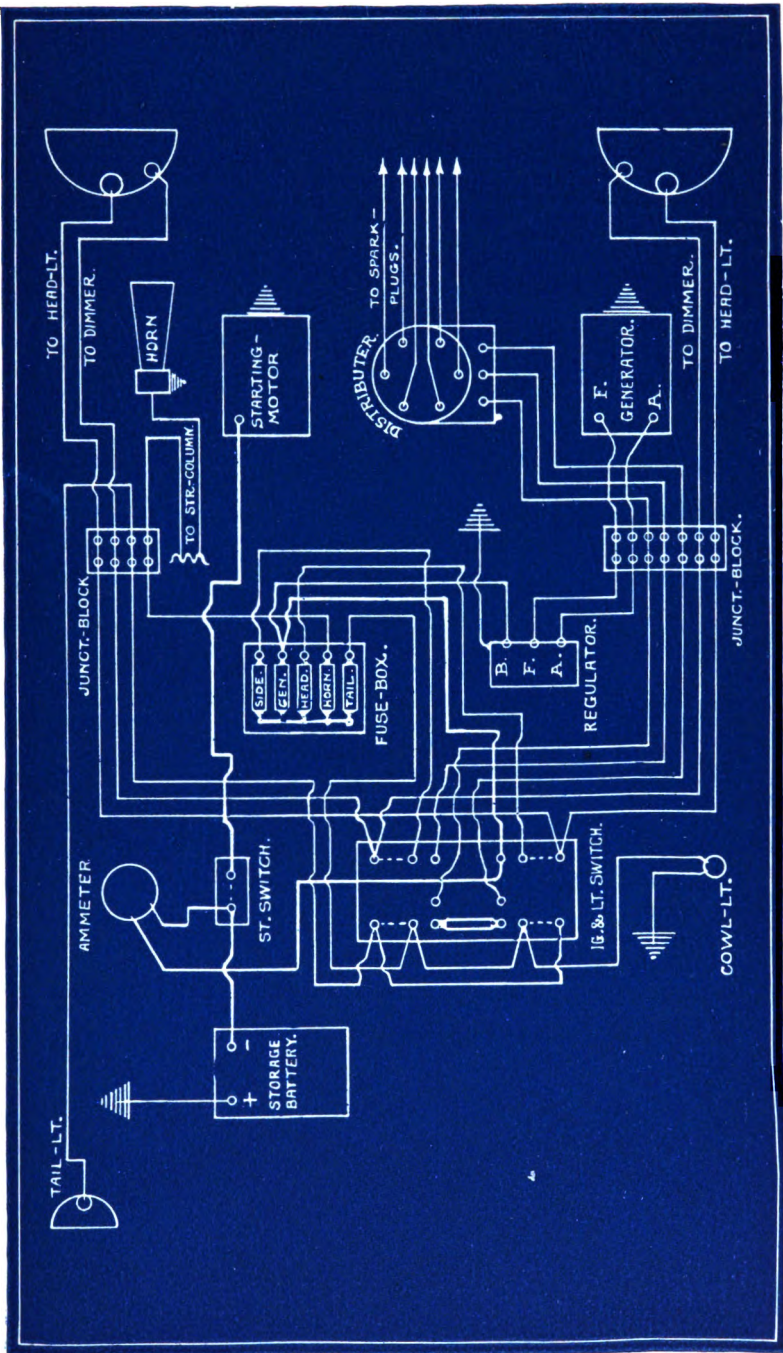 TO HEAD-LT.
TO DIMMER.
HORN
TO STR.-COLUMN.
STARTING-
MOTOR
TO SPARK-
PLUGS.
DISTRIBUTER.
F.
GENERATOR.
A.
TO DIMMER.
TO HEAD-LT.
JUNCT.-BLOCK
SIDE.
GEN.
HEAD.
HORN.
TAIL.
FUSE-BOX.
B.
F.
A.
REGULATOR.
JUNCT.-BLOCK.
AMMETER
ST. SWITCH.
IG. & LT. SWITCH.
COWL-LT.
TAIL-LT.
+ -
STORAGE
BATTERY.